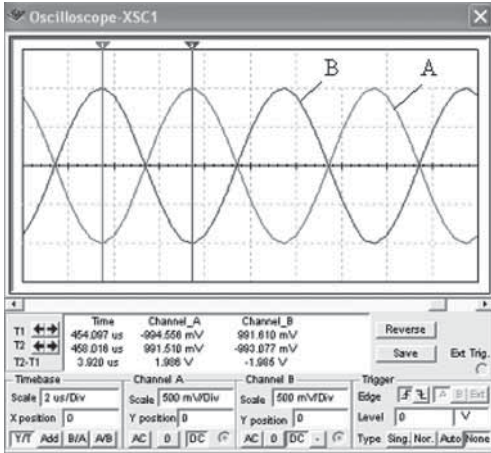 Oscilloscope-XSC1
1 2
B A
Time Channel_A Channel_B
T1 454.097 us -994.556 mV 991.610 mV
T2 458.016 us 991.510 mV -993.077 mV
T2-T1 3.920 us 1.986 V -1.985 V
Reverse
Save
Ext Trig.
Timebase Channel A Channel B Trigger
Scale 2 us/Div Scale 500 mV/Div Scale 500 mV/Div Edge A B Ext
X position 0 Y position 0 Y position 0 Level 0 V
Y/T Add B/A A/B AC 0 DC AC 0 DC - Type Sing. Nor. Auto None